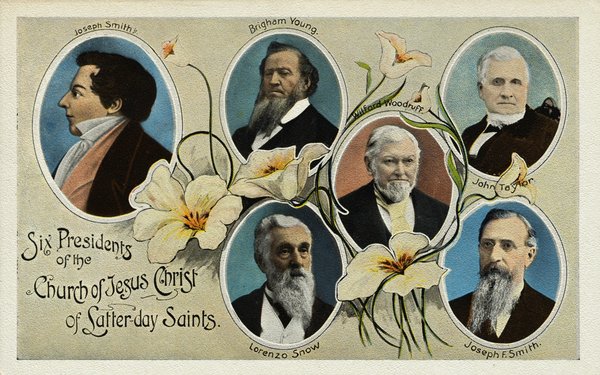 Joseph Smith.
Brigham Young.
Wilford Woodruff.
John Taylor
Six Presidents
of the
Church of Jesus Christ
of Latter-day Saints.
Lorenzo Snow
Joseph F. Smith.